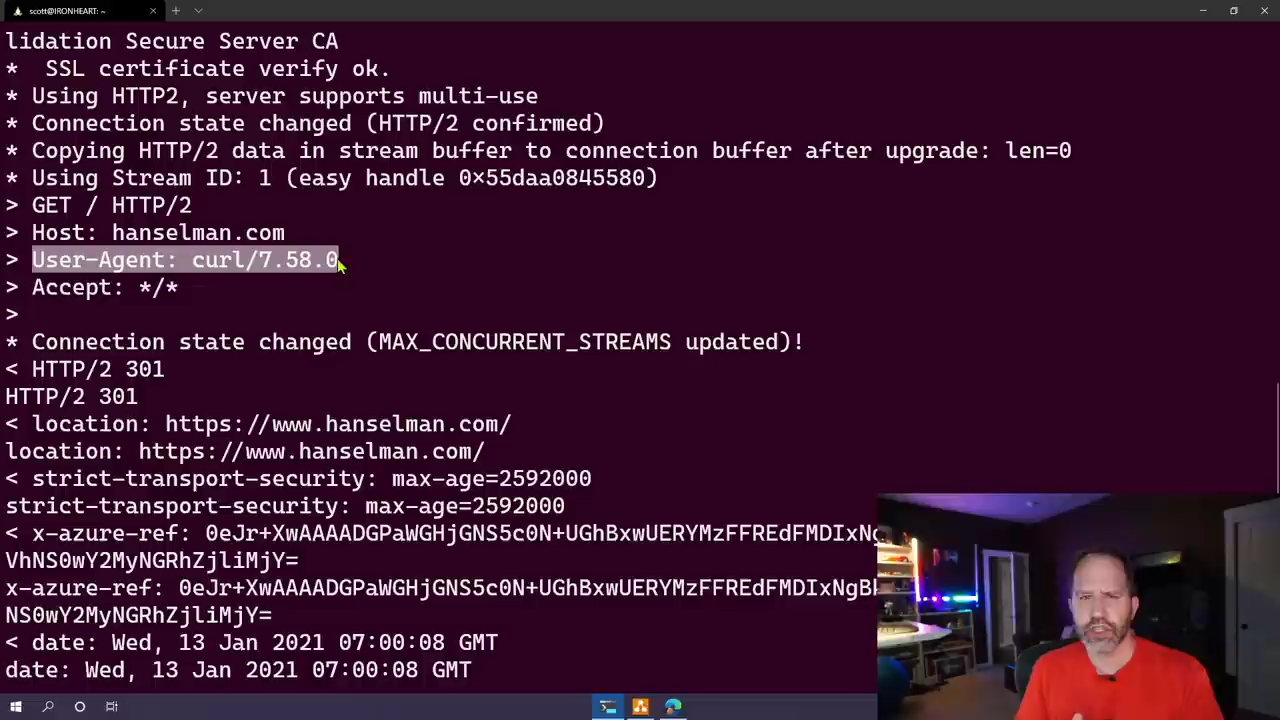 scott@IRONHEART: ~
lidation Secure Server CA
*  SSL certificate verify ok.
* Using HTTP2, server supports multi-use
* Connection state changed (HTTP/2 confirmed)
* Copying HTTP/2 data in stream buffer to connection buffer after upgrade: len=0
* Using Stream ID: 1 (easy handle 0x55daa0845580)
> GET / HTTP/2
> Host: hanselman.com
> User-Agent: curl/7.58.0
> Accept: */*
>
* Connection state changed (MAX_CONCURRENT_STREAMS updated)!
< HTTP/2 301
HTTP/2 301
< location: https://www.hanselman.com/
location: https://www.hanselman.com/
< strict-transport-security: max-age=2592000
strict-transport-security: max-age=2592000
< x-azure-ref: 0eJr+XwAAAADGPaWGHjGNS5c0N+UGhBxwUERYMzFFREdFMDIxNg
VhNS0wY2MyNGRhZjliMjY=
x-azure-ref: 0eJr+XwAAAADGPaWGHjGNS5c0N+UGhBxwUERYMzFFREdFMDIxNgB
NS0wY2MyNGRhZjliMjY=
< date: Wed, 13 Jan 2021 07:00:08 GMT
date: Wed, 13 Jan 2021 07:00:08 GMT